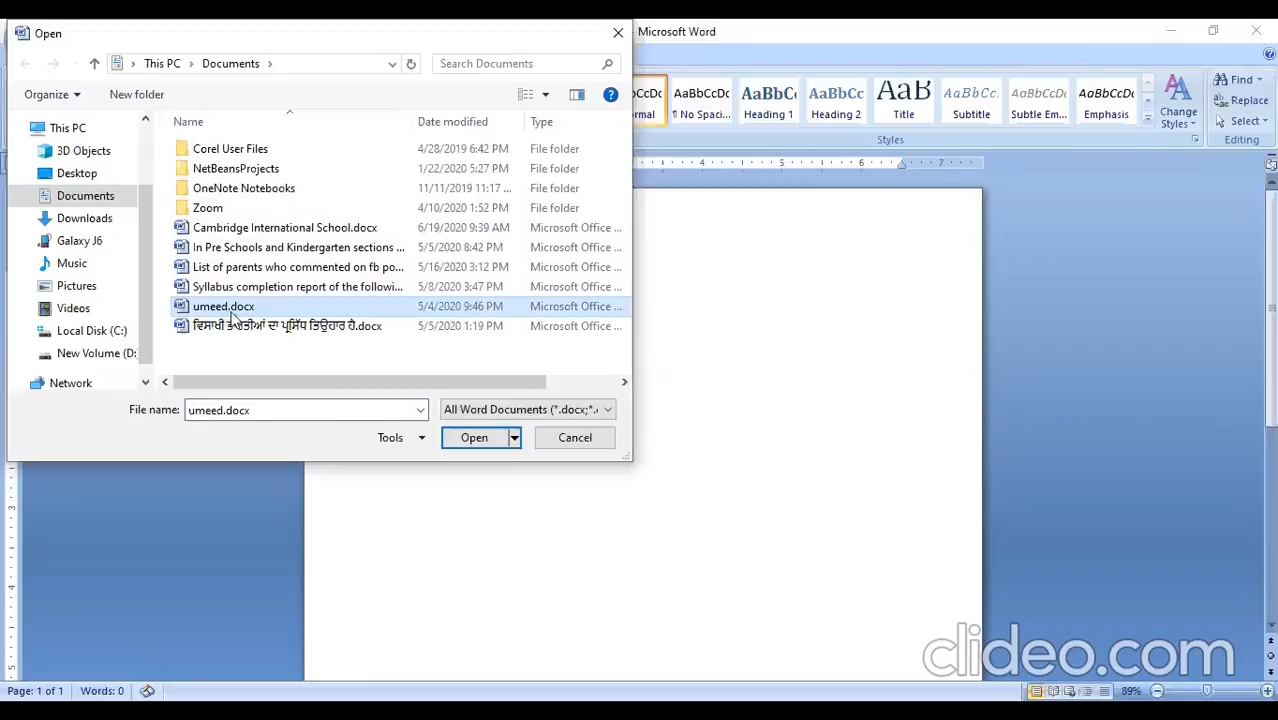 Open
Microsoft Word
This PC
Documents
Search Documents
Organize
New folder
Find
Replace
Select
Editing
AaBbCc
No Spaci...
AaBbCc
Heading 1
AaBbCc
Heading 2
AaB
Title
AaBbCc.
Subtitle
AaBbCcDc
Subtle Em...
AaBbCcDc
Emphasis
Change
Styles
Styles
This PC
3D Objects
Desktop
Documents
Downloads
Galaxy J6
Music
Pictures
Videos
Local Disk (C:)
New Volume (D:
Network
Name
Date modified
Type
Corel User Files 4/28/2019 6:42 PM File folder
NetBeansProjects 1/22/2020 5:27 PM File folder
OneNote Notebooks 11/11/2019 11:17 ... File folder
Zoom 4/10/2020 1:52 PM File folder
Cambridge International School.docx 6/19/2020 9:39 AM Microsoft Office ...
In Pre Schools and Kindergarten sections ... 5/5/2020 8:42 PM Microsoft Office ...
List of parents who commented on fb po... 5/16/2020 3:12 PM Microsoft Office ...
Syllabus completion report of the followi... 5/8/2020 3:47 PM Microsoft Office ...
umeed.docx 5/4/2020 9:46 PM Microsoft Office ...
ਦਾ ਪ੍ਰਸਿੱਧ ਤਿਉਹਾਰ ਹੈ.docx 5/5/2020 1:19 PM Microsoft Office ...
File name: umeed.docx
All Word Documents (*.docx;*.
Tools
Open
Cancel
5 6 7
3
4
5
clideo.com
Page: 1 of 1
Words: 0
89%